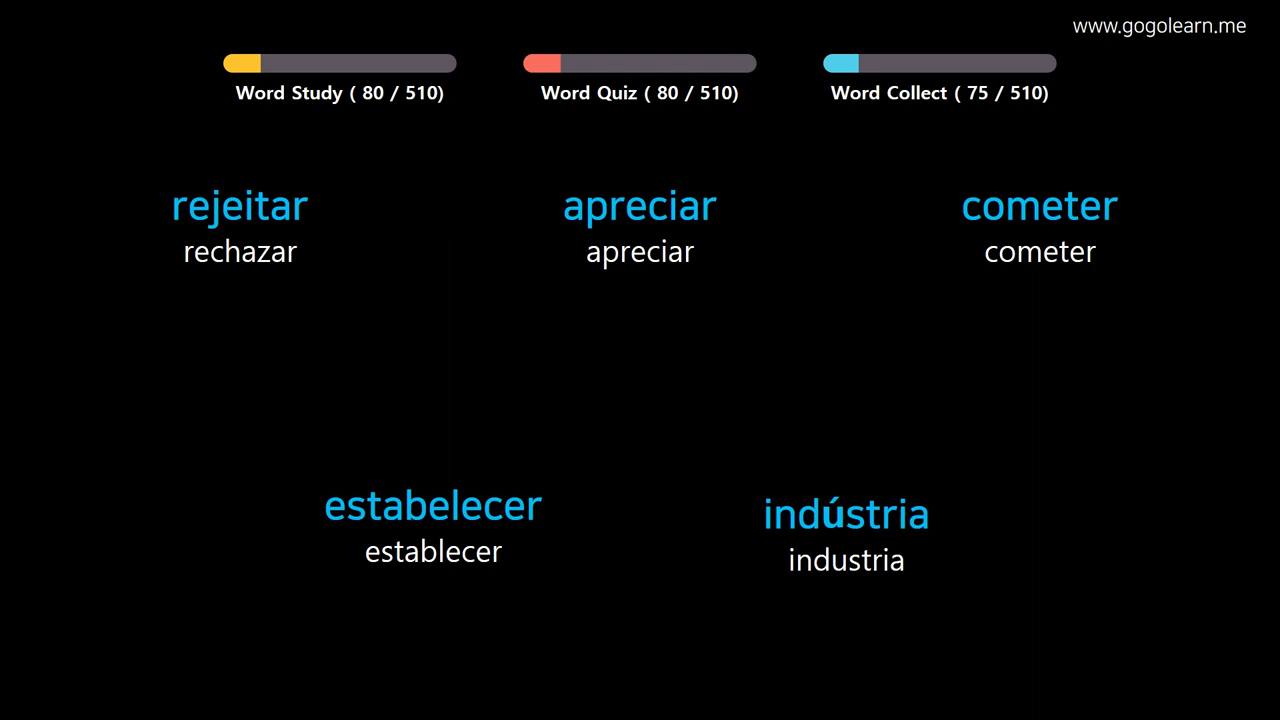 www.gogolearn.me
Word Study ( 80 / 510)
Word Quiz ( 80 / 510)
Word Collect ( 75 / 510)
rejeitar
rechazar
apreciar
apreciar
cometer
cometer
estabelecer
establecer
indústria
industria